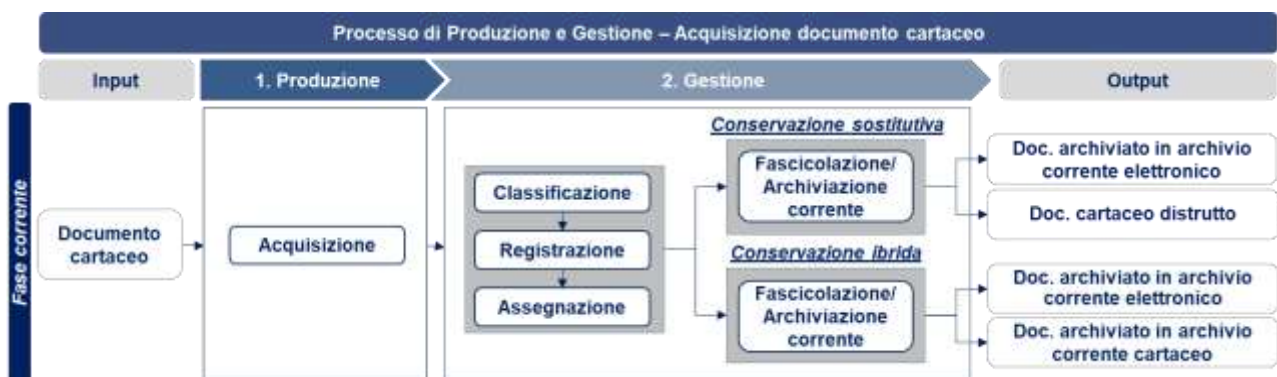 Processo di Produzione e Gestione – Acquisizione documento cartaceo
Input
1. Produzione
2. Gestione
Output
Fase corrente
Documento
cartaceo
Acquisizione
Classificazione
Registrazione
Assegnazione
Conservazione sostitutiva
Fascicolazione/
Archiviazione
corrente
Conservazione ibrida
Fascicolazione/
Archiviazione
corrente
Doc. archiviato in archivio
corrente elettronico
Doc. cartaceo distrutto
Doc. archiviato in archivio
corrente elettronico
Doc. archiviato in archivio
corrente cartaceo